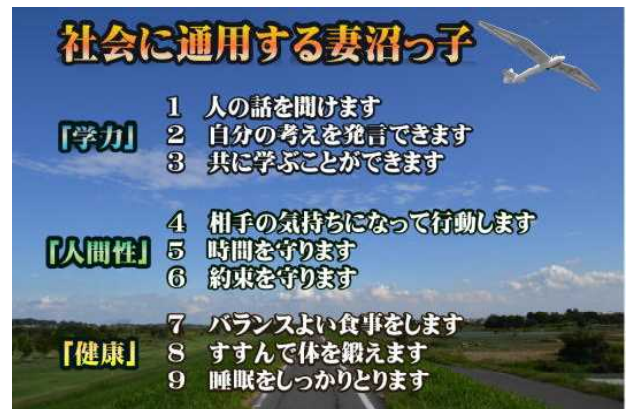 社会に通用する妻沼っ子
『学力』
1 人の話を聞けます
2 自分の考えを発言できます
3 共に学ぶことができます
『人間性』
4 相手の気持ちになって行動します
5 時間を守ります
6 約束を守ります
『健康』
7 バランスよい食事をします
8 すすんで体を鍛えます
9 睡眠をしっかりとります